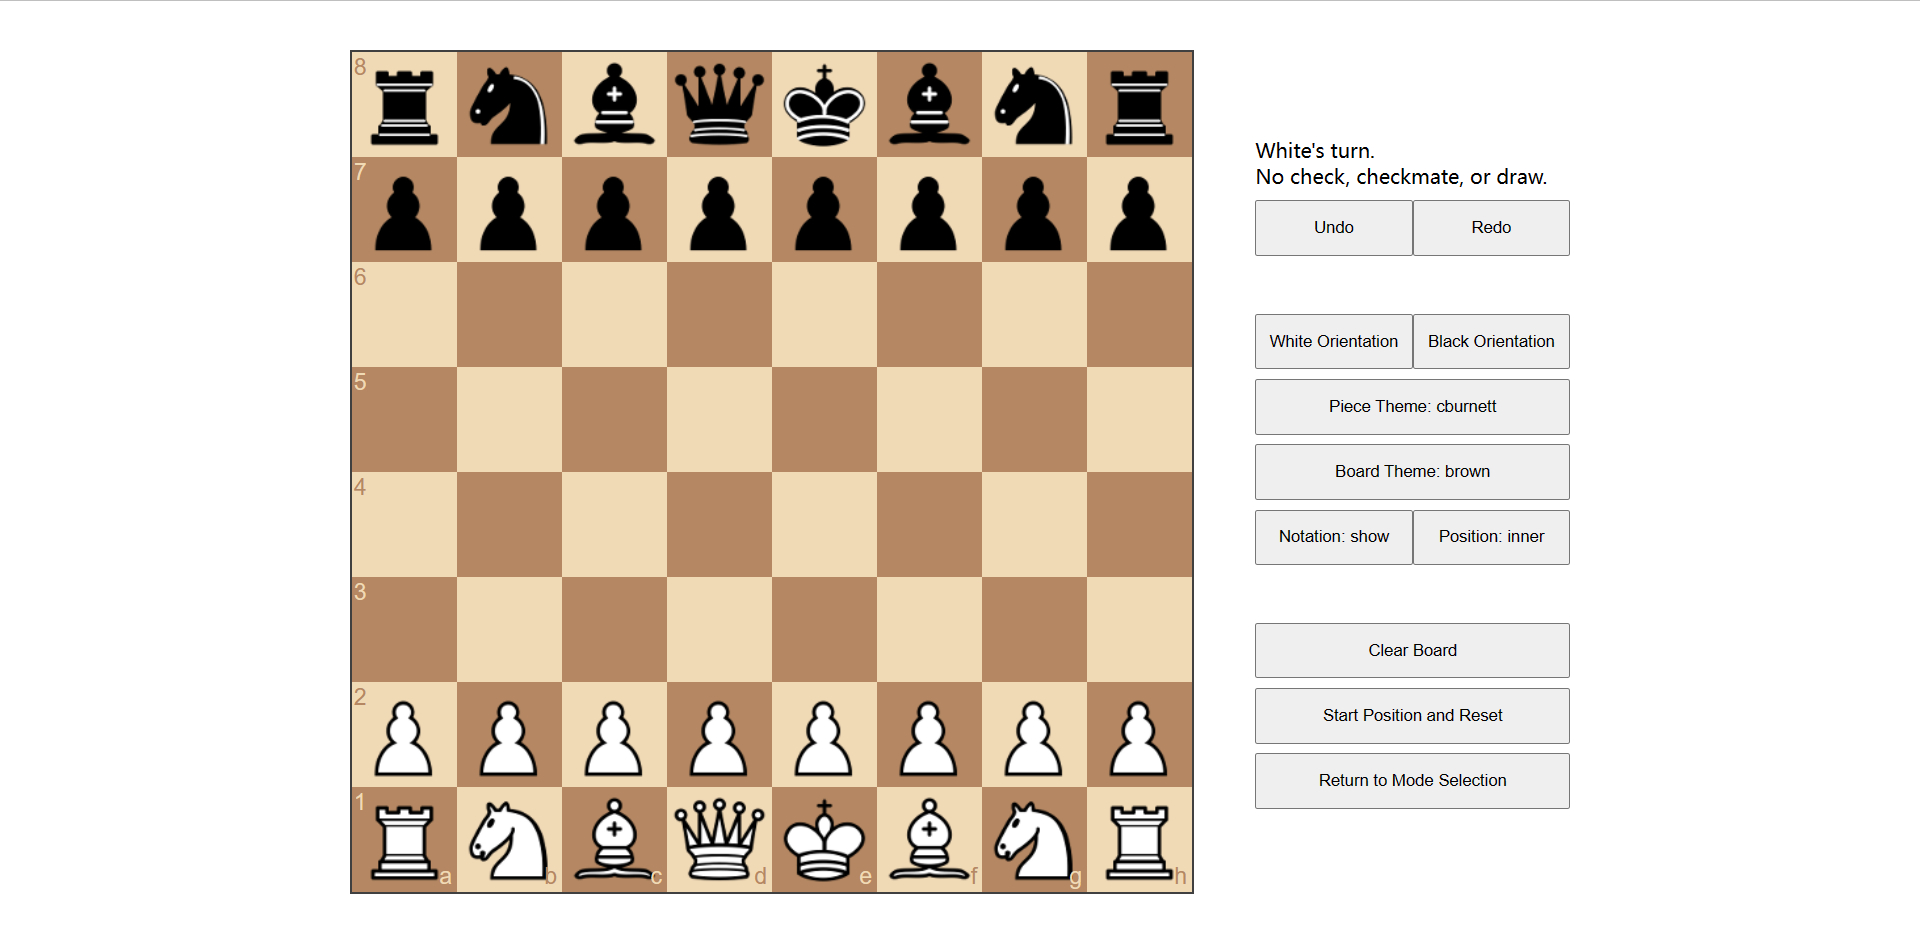 8
7
6
5
4
3
2
1
a b c d e f g h
White's turn.
No check, checkmate, or draw.
Undo Redo
White Orientation Black Orientation
Piece Theme: cburnett
Board Theme: brown
Notation: show Position: inner
Clear Board
Start Position and Reset
Return to Mode Selection